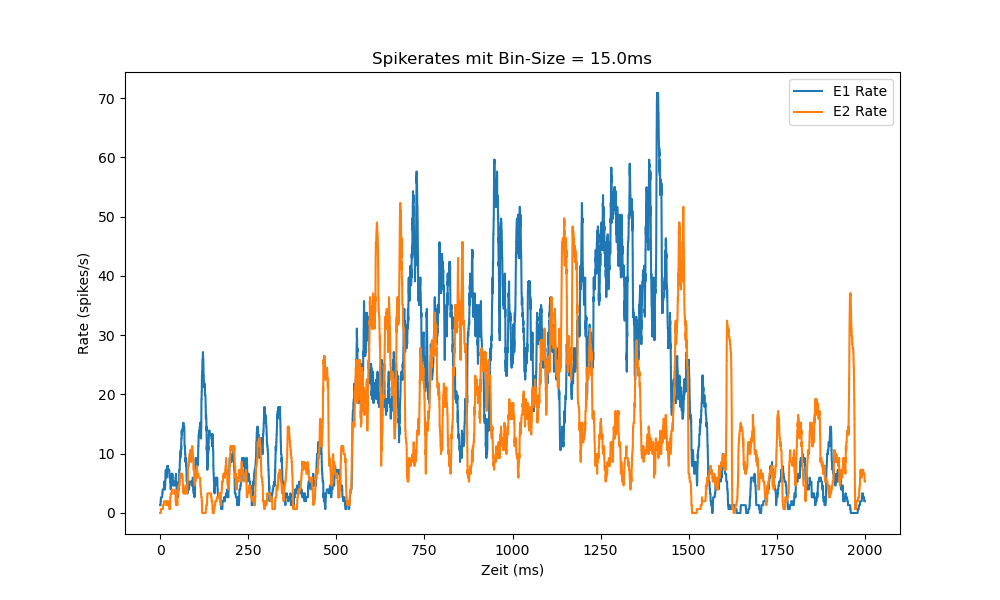 Spikerates mit Bin-Size = 15.0ms
E1 Rate
E2 Rate
Rate (spikes/s)
70
60
50
40
30
20
10
0
0 250 500 750 1000 1250 1500 1750 2000
Zeit (ms)